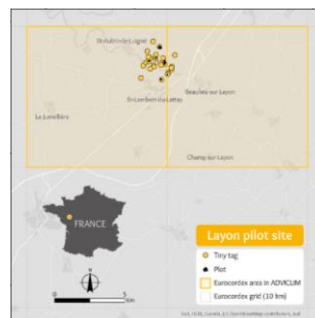 St-Aubin-de-Luigné
Beaulieu-sur-Layon
St-Lambert-du-Lattay
La Jumellière
Champ-sur-Layon
FRANCE
N
0 5
Km
Layon pilot site
Tiny tag
Plot
Eurocordex area in ADVICLIM
Eurocordex grid (10 km)